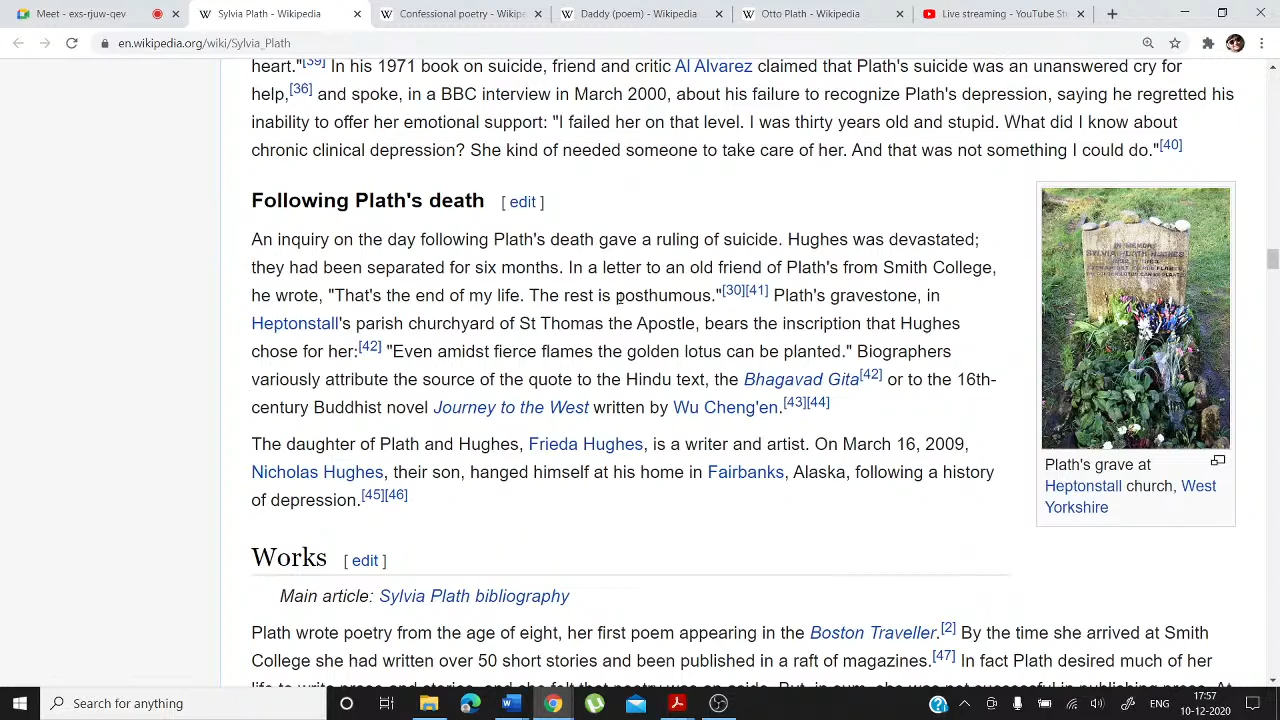 Meet - exs-rjuw-qev
Sylvia Plath - Wikipedia
Confessional poetry - Wikipe
Daddy (poem) - Wikipedia
Otto Plath - Wikipedia
Live streaming - YouTube St
en.wikipedia.org/wiki/Sylvia_Plath
heart."[39] In his 1971 book on suicide, friend and critic Al Alvarez claimed that Plath's suicide was an unanswered cry for
help,[36] and spoke, in a BBC interview in March 2000, about his failure to recognize Plath's depression, saying he regretted his
inability to offer her emotional support: "I failed her on that level. I was thirty years old and stupid. What did I know about
chronic clinical depression? She kind of needed someone to take care of her. And that was not something I could do."[40]
Following Plath's death [ edit ]
An inquiry on the day following Plath's death gave a ruling of suicide. Hughes was devastated;
they had been separated for six months. In a letter to an old friend of Plath's from Smith College,
he wrote, "That's the end of my life. The rest is posthumous."[30][41] Plath's gravestone, in
Heptonstall's parish churchyard of St Thomas the Apostle, bears the inscription that Hughes
chose for her:[42] "Even amidst fierce flames the golden lotus can be planted." Biographers
variously attribute the source of the quote to the Hindu text, the Bhagavad Gita[42] or to the 16th-
century Buddhist novel Journey to the West written by Wu Cheng'en.[43][44]
The daughter of Plath and Hughes, Frieda Hughes, is a writer and artist. On March 16, 2009,
Nicholas Hughes, their son, hanged himself at his home in Fairbanks, Alaska, following a history
of depression.[45][46]
IN MEMORY
SYLVIA PLATH HUGHES
Plath's grave at
Heptonstall church, West
Yorkshire
Works [ edit ]
Main article: Sylvia Plath bibliography
Plath wrote poetry from the age of eight, her first poem appearing in the Boston Traveller.[2] By the time she arrived at Smith
College she had written over 50 short stories and been published in a raft of magazines.[47] In fact Plath desired much of her
Type here to search
ENG
17:57
10-12-2020